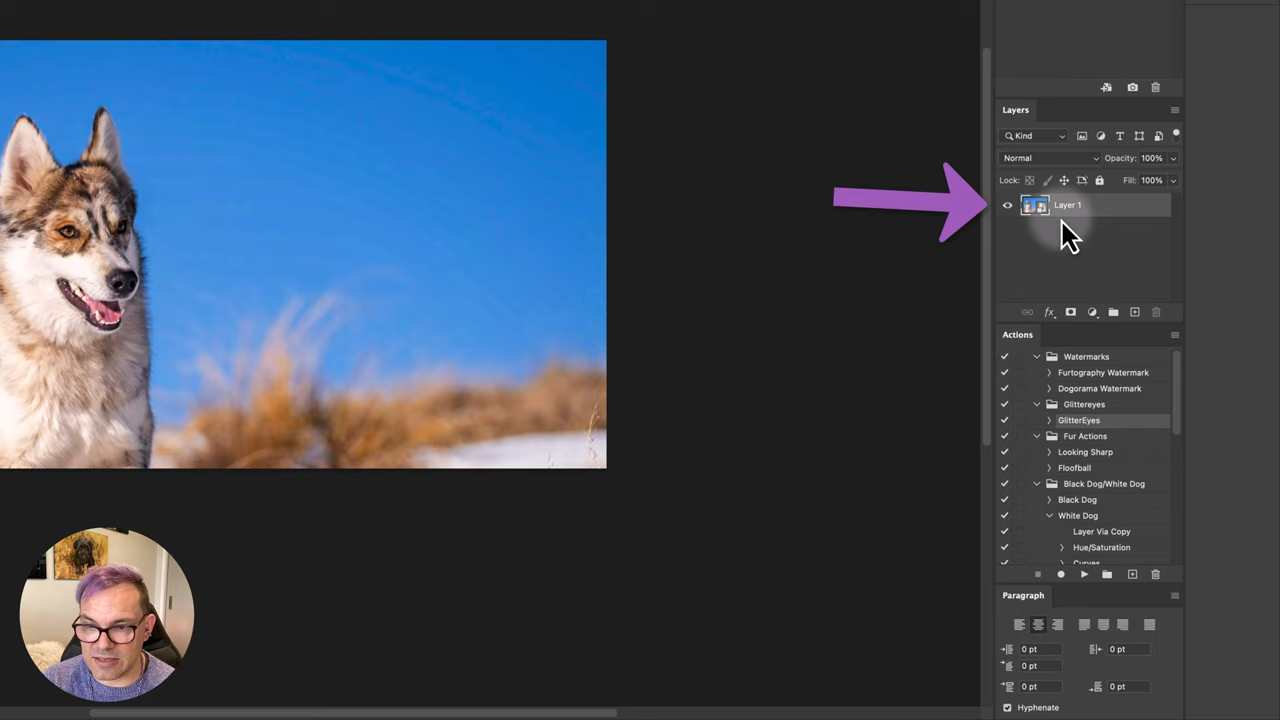 Layers
Kind
Normal Opacity: 100%
Lock: Fill: 100%
Layer 1
fx
Actions
Watermarks
Furtography Watermark
Dogorama Watermark
Glittereyes
GlitterEyes
Fur Actions
Looking Sharp
Floofball
Black Dog/White Dog
Black Dog
White Dog
Layer Via Copy
Hue/Saturation
Curves
Paragraph
0 pt 0 pt
0 pt
0 pt 0 pt
Hyphenate